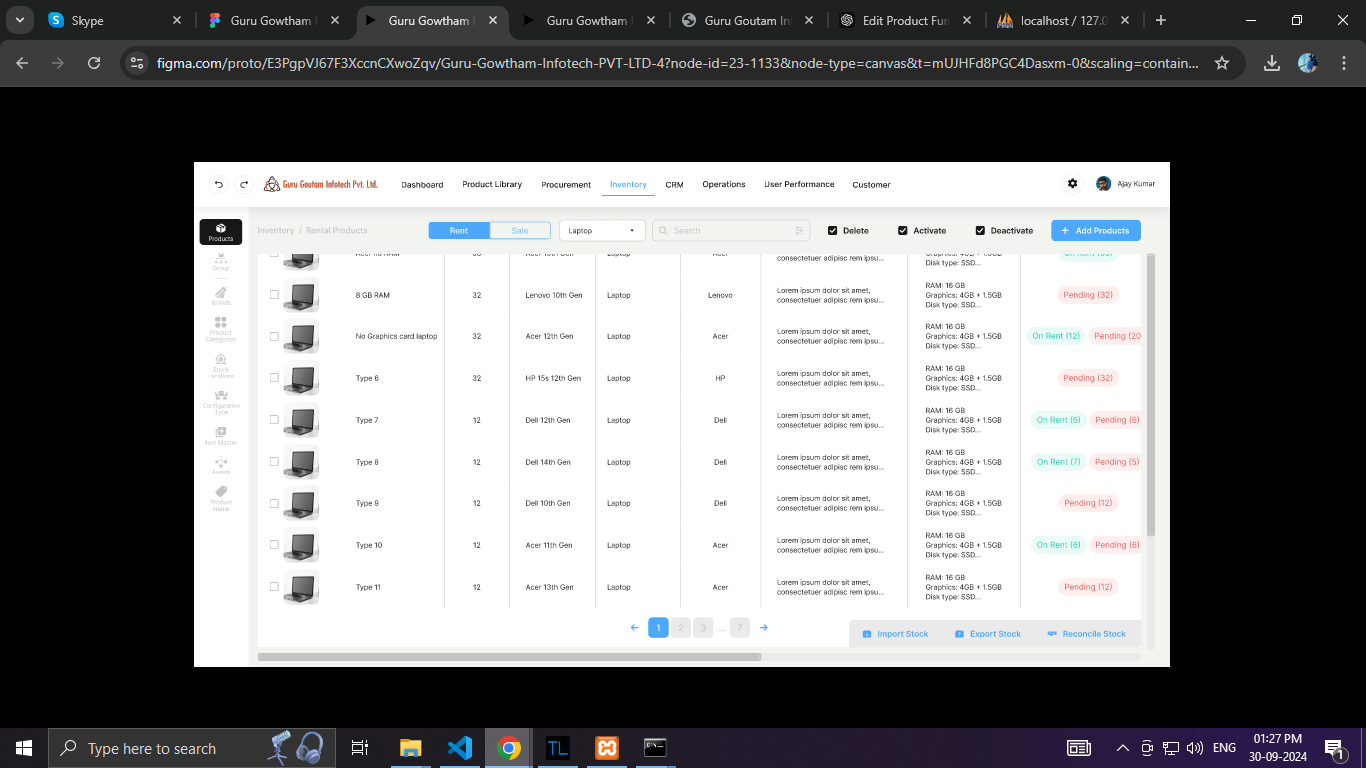 Skype
Guru Gowtham
Guru Gowtham
Guru Gowtham
Guru Goutam Inf
Edit Product Fun
localhost / 127.0
figma.com/proto/E3PgpVJ67F3XccnCXwoZqv/Guru-Gowtham-Infotech-PVT-LTD-4?node-id=23-1133&node-type=canvas&t=mUJHFd8PGC4Dasxm-0&scaling=contain...
Guru Goutam Infotech Pvt. Ltd.
Dashboard
Product Library
Procurement
Inventory
CRM
Operations
User Performance
Customer
Ajay Kumar
Products
Group
Brands
Product
Categories
Stock
Locations
Configuration
Type
Item Master
Assets
Product
Name
Inventory / Rental Products
Rent
Sale
Laptop
Search
Delete
Activate
Deactivate
+ Add Products
consectetuer adipisc rem ipsu...
Graphics: 4GB + 1.5GB
Disk type: SSD...
8 GB RAM
32
Lenovo 10th Gen
Laptop
Lenovo
Lorem ipsum dolor sit amet,
consectetuer adipisc rem ipsu...
RAM: 16 GB
Graphics: 4GB + 1.5GB
Disk type: SSD...
Pending (32)
No Graphics card laptop
32
Acer 12th Gen
Laptop
Acer
Lorem ipsum dolor sit amet,
consectetuer adipisc rem ipsu...
RAM: 16 GB
Graphics: 4GB + 1.5GB
Disk type: SSD...
On Rent (12)
Pending (20
Type 6
32
HP 15s 12th Gen
Laptop
HP
Lorem ipsum dolor sit amet,
consectetuer adipisc rem ipsu...
RAM: 16 GB
Graphics: 4GB + 1.5GB
Disk type: SSD...
Pending (32)
Type 7
12
Dell 12th Gen
Laptop
Dell
Lorem ipsum dolor sit amet,
consectetuer adipisc rem ipsu...
RAM: 16 GB
Graphics: 4GB + 1.5GB
Disk type: SSD...
On Rent (6)
Pending (6)
Type 8
12
Dell 14th Gen
Laptop
Dell
Lorem ipsum dolor sit amet,
consectetuer adipisc rem ipsu...
RAM: 16 GB
Graphics: 4GB + 1.5GB
Disk type: SSD...
On Rent (7)
Pending (5)
Type 9
12
Dell 10th Gen
Laptop
Dell
Lorem ipsum dolor sit amet,
consectetuer adipisc rem ipsu...
RAM: 16 GB
Graphics: 4GB + 1.5GB
Disk type: SSD...
Pending (12)
Type 10
12
Acer 11th Gen
Laptop
Acer
Lorem ipsum dolor sit amet,
consectetuer adipisc rem ipsu...
RAM: 16 GB
Graphics: 4GB + 1.5GB
Disk type: SSD...
On Rent (6)
Pending (6)
Type 11
12
Acer 13th Gen
Laptop
Acer
Lorem ipsum dolor sit amet,
consectetuer adipisc rem ipsu...
RAM: 16 GB
Graphics: 4GB + 1.5GB
Disk type: SSD...
Pending (12)
1 2 3 ... 7
Import Stock
Export Stock
Reconcile Stock
Type here to search
TL
ENG
01:27 PM
30-09-2024
1